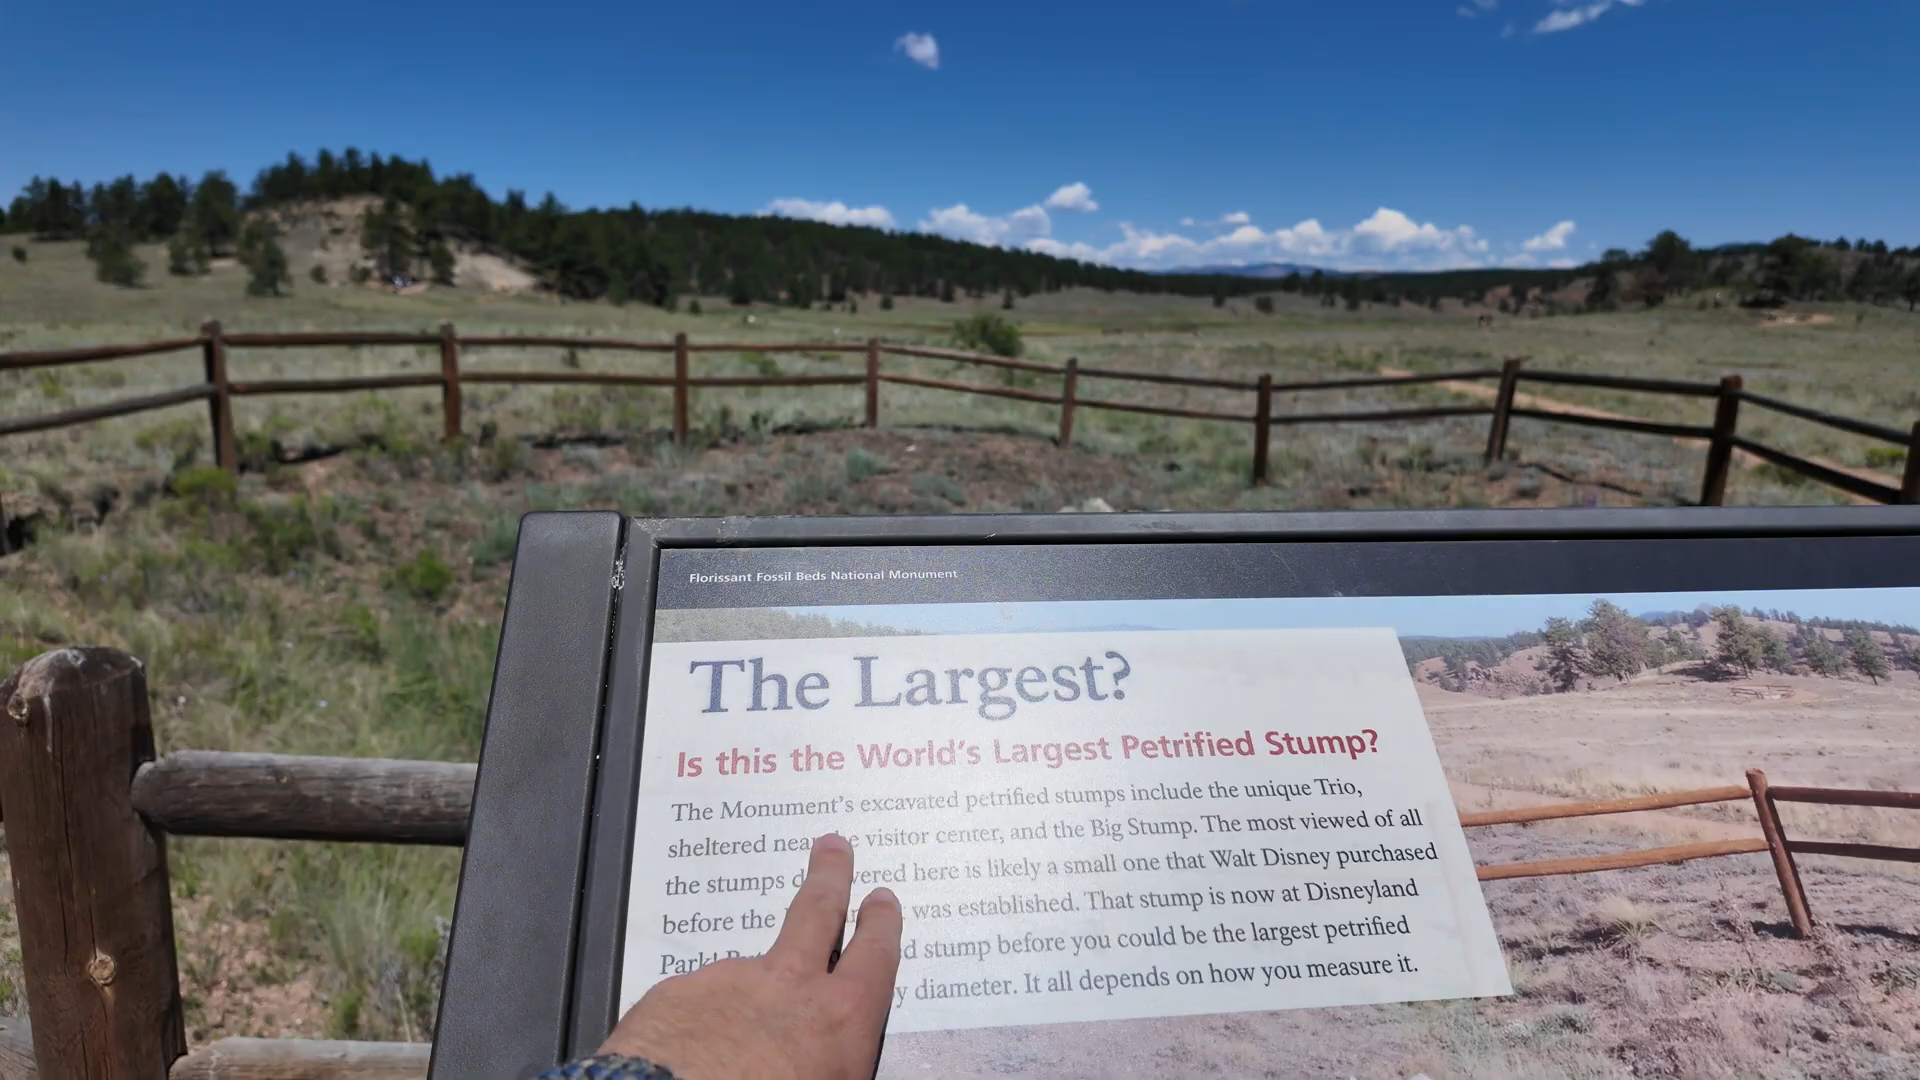 Florissant Fossil Beds National Monument
The Largest?
Is this the World's Largest Petrified Stump?
The Monument's excavated petrified stumps include the unique Trio,
sheltered near visitor center, and the Big Stump. The most viewed of all
the stumps here is likely a small one that Walt Disney purchased
before the was established. That stump is now at Disneyland
Park! stump before you could be the largest petrified
diameter. It all depends on how you measure it.